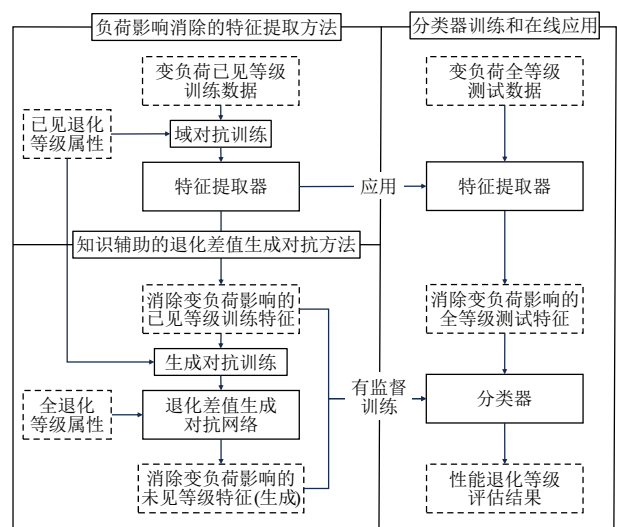 负荷影响消除的特征提取方法
分类器训练和在线应用
变负荷已见等级
训练数据
变负荷全等级
测试数据
已见退化
等级属性
域对抗训练
特征提取器
应用
特征提取器
知识辅助的退化差值生成对抗方法
消除变负荷影响的
已见等级训练特征
消除变负荷影响的
全等级测试特征
生成对抗训练
全退化
等级属性
退化差值生成
对抗网络
有监督
训练
分类器
消除变负荷影响的
未见等级特征(生成)
性能退化等级
评估结果